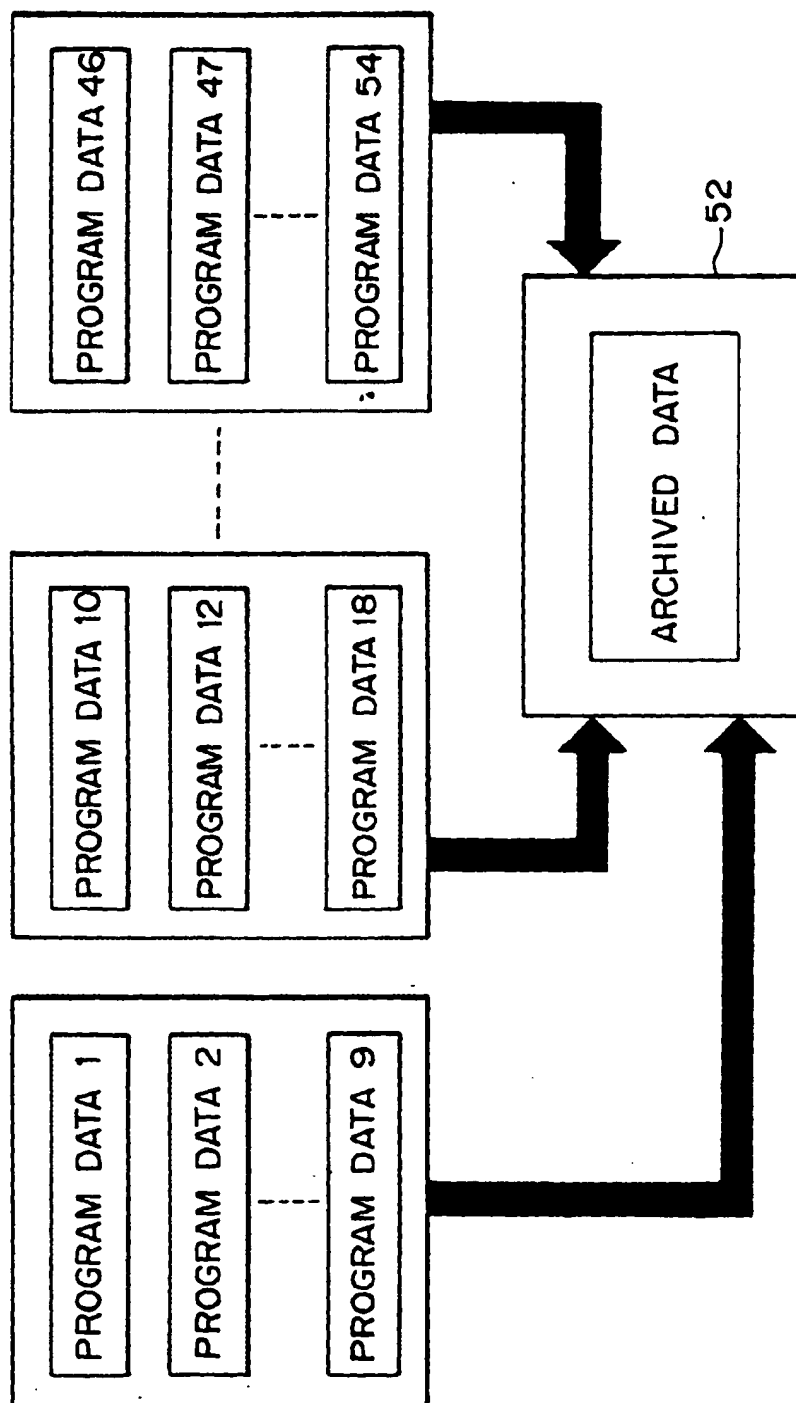 PROGRAM DATA 1
PROGRAM DATA 2
PROGRAM DATA 9
PROGRAM DATA 10
PROGRAM DATA 12
PROGRAM DATA 18
PROGRAM DATA 46
PROGRAM DATA 47
PROGRAM DATA 54
ARCHIVED DATA
52